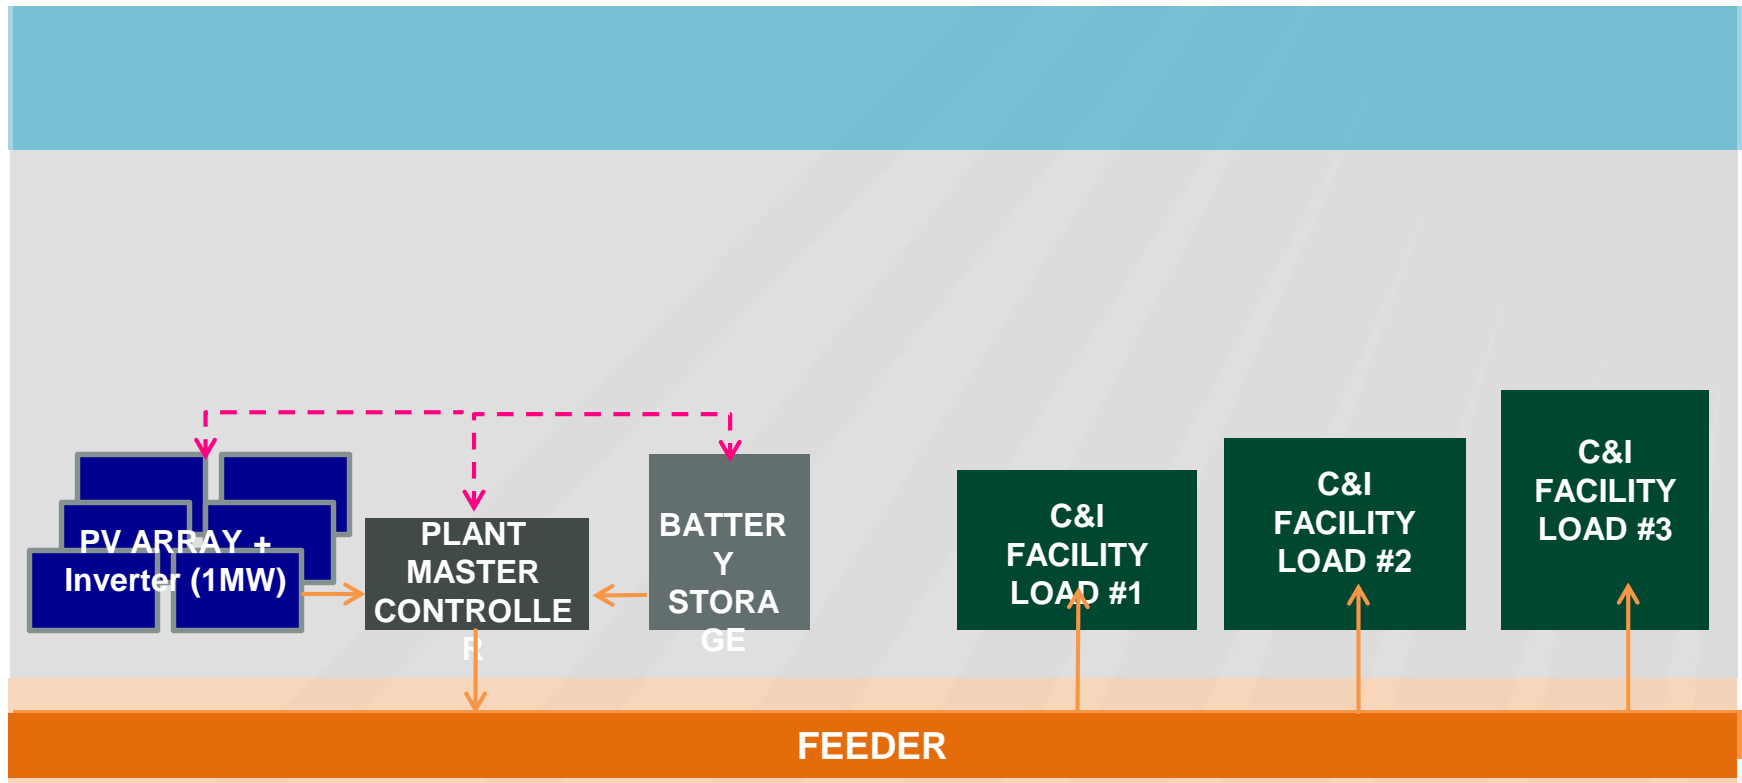 PV ARRAY +
Inverter (1MW)
PLANT
MASTER
CONTROLLE
R
BATTER
Y
STORA
GE
C&I
FACILITY
LOAD #1
C&I
FACILITY
LOAD #2
C&I
FACILITY
LOAD #3
FEEDER